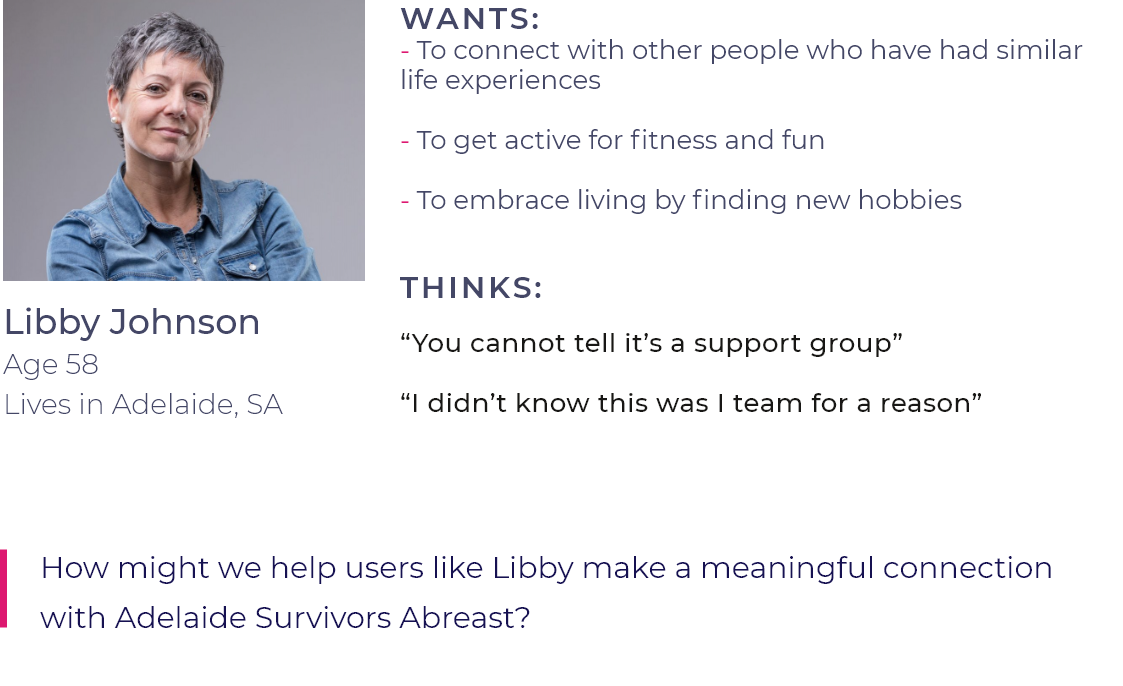 WANTS:
- To connect with other people who have had similar
life experiences
- To get active for fitness and fun
- To embrace living by finding new hobbies
THINKS:
“You cannot tell it’s a support group”
“I didn’t know this was I team for a reason”
Libby Johnson
Age 58
Lives in Adelaide, SA
How might we help users like Libby make a meaningful connection
with Adelaide Survivors Abreast?